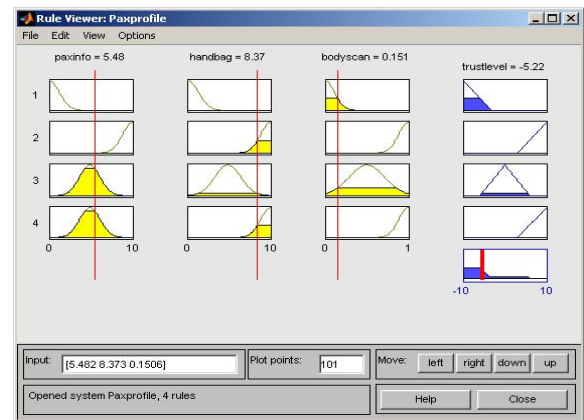 Rule Viewer: Paxprofile
File Edit View Options
paxinfo = 5.48 handbag = 8.37 bodyscan = 0.151 trustlevel = -5.22
1
2
3
4
0 10 0 10 0 1
-10 10
Input: [5.482 8.373 0.1506] Plot points: 101 Move: left right down up
Opened system Paxprofile, 4 rules Help Close